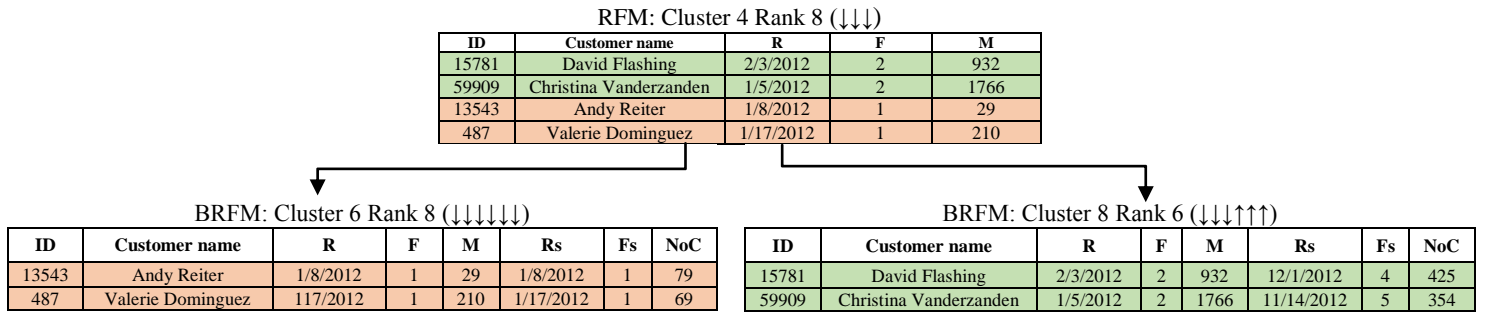 RFM: Cluster 4 Rank 8 (↓↓↓)
ID Customer name R F M
15781 David Flashing 2/3/2012 2 932
59909 Christina Vanderzanden 1/5/2012 2 1766
13543 Andy Reiter 1/8/2012 1 29
487 Valerie Dominguez 1/17/2012 1 210
BRFM: Cluster 6 Rank 8 (↓↓↓↓↓↓)
ID Customer name R F M Rs Fs NoC
13543 Andy Reiter 1/8/2012 1 29 1/8/2012 1 79
487 Valerie Dominguez 117/2012 1 210 1/17/2012 1 69
BRFM: Cluster 8 Rank 6 (↓↓↓↑↑↑)
ID Customer name R F M Rs Fs NoC
15781 David Flashing 2/3/2012 2 932 12/1/2012 4 425
59909 Christina Vanderzanden 1/5/2012 2 1766 11/14/2012 5 354